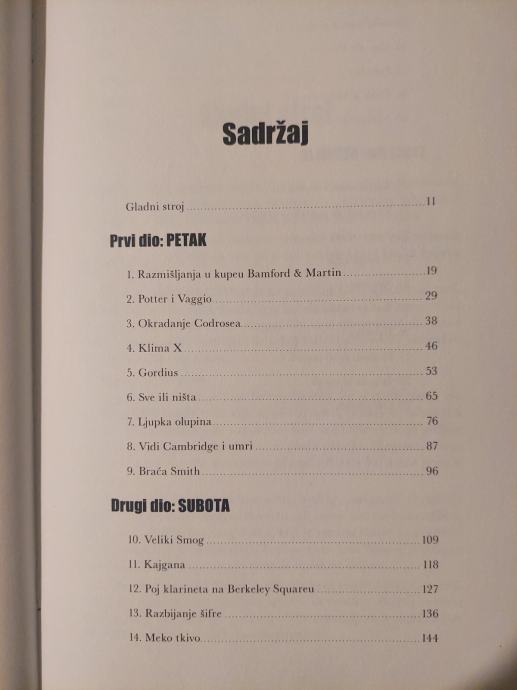 Sadržaj
Gladni stroj 11
Prvi dio: PETAK
1. Razmišljanja u kupeu Bamford & Martin 19
2. Potter i Vaggio 29
3. Okradanje Codrosea 38
4. Klima X 46
5. Gordius 53
6. Sve ili ništa 65
7. Ljupka olupina 76
8. Vidi Cambridge i umri 87
9. Braća Smith 96
Drugi dio: SUBOTA
10. Veliki Smog 109
11. Kajgana 118
12. Poj klarineta na Berkeley Squareu 127
13. Razbijanje šifre 136
14. Meko tkivo 144